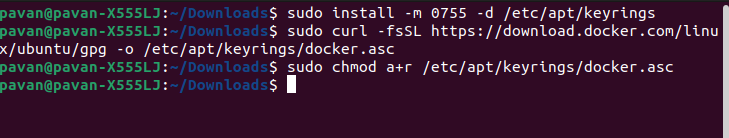 pavan@pavan-X555LJ:~/Downloads$ sudo install -m 0755 -d /etc/apt/keyrings
pavan@pavan-X555LJ:~/Downloads$ sudo curl -fsSL https://download.docker.com/linu
x/ubuntu/gpg -o /etc/apt/keyrings/docker.asc
pavan@pavan-X555LJ:~/Downloads$ sudo chmod a+r /etc/apt/keyrings/docker.asc
pavan@pavan-X555LJ:~/Downloads$